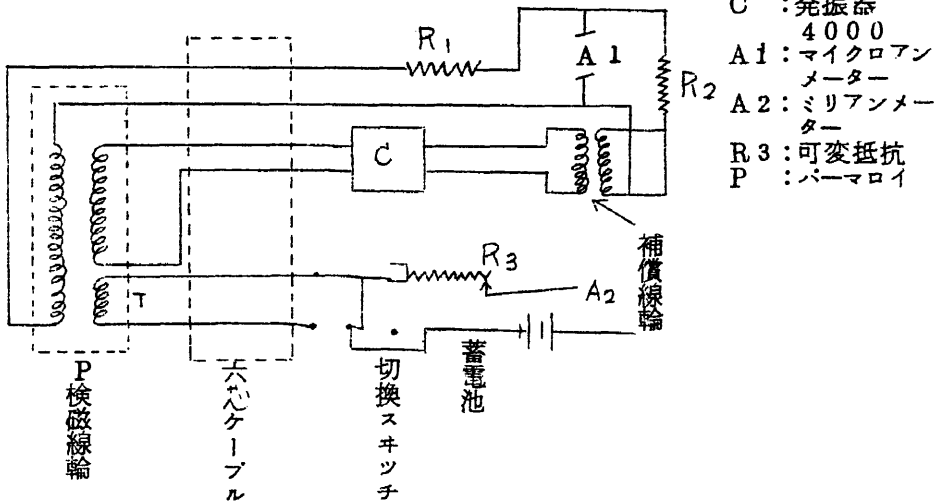 C :発振器
4000
A1:マイクロアン
メーター
A2:ミリアンメー
ター
R3:可変抵抗
P :パーマロイ
R1
A1
R2
C
補償線輪
R3
A2
T
P検磁線輪
六心ケーブル
切換スヰッチ
蓄電池